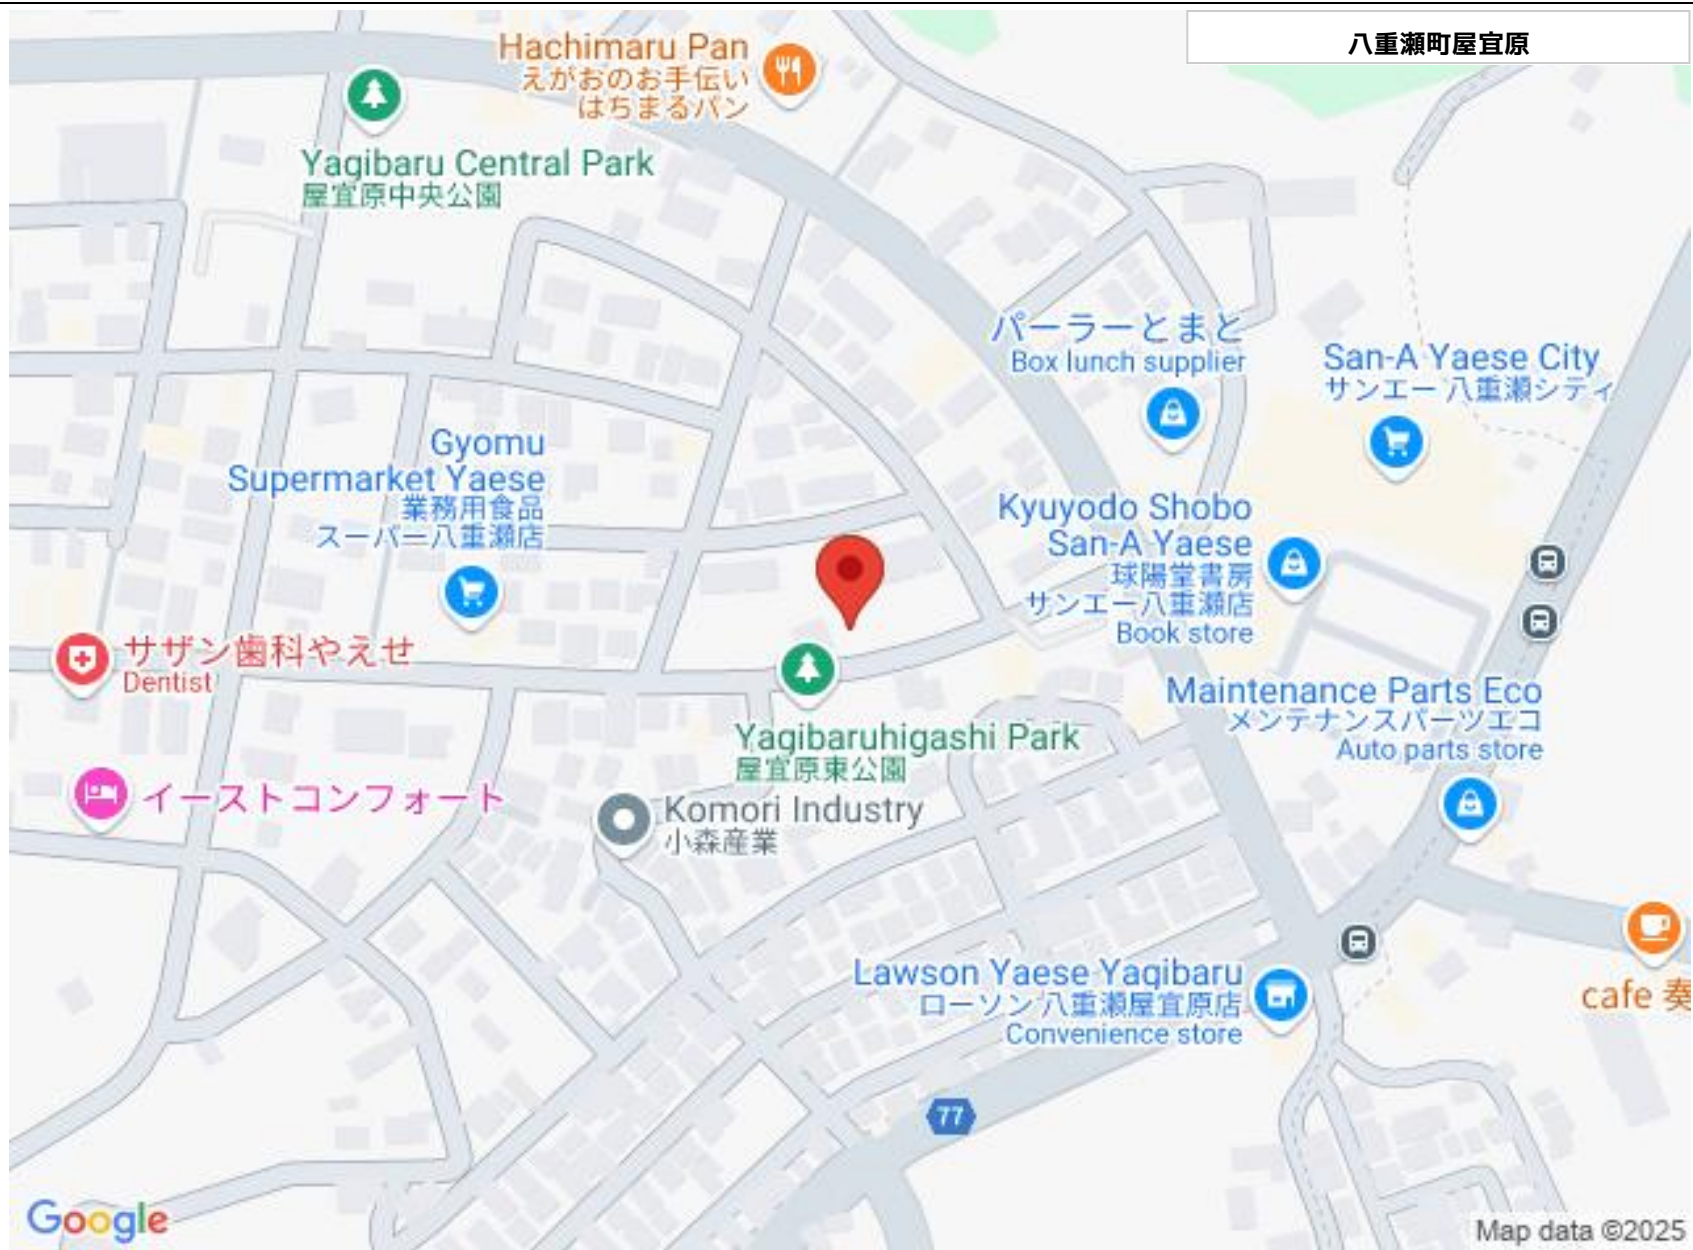 八重瀬町屋宜原
Hachimaru Pan
えがおのお手伝い
はちまるパン
Yagibaru Central Park
屋宜原中央公園
パーラーとまと
Box lunch supplier
San-A Yaese City
サンエー 八重瀬シティ
Gyomu
Supermarket Yaese
業務用食品
スーパー八重瀬店
Kyuyodo Shobo
San-A Yaese
球陽堂書房
サンエー八重瀬店
Book store
サザン歯科やえせ
Dentist
Maintenance Parts Eco
メンテナンスパーツエコ
Auto parts store
Yagibaruhigashi Park
屋宜原東公園
イーストコンフォート
Komori Industry
小森産業
Lawson Yaese Yagibaru
ローソン 八重瀬屋宜原店
Convenience store
cafe 奏
77
Google
Map data ©2025